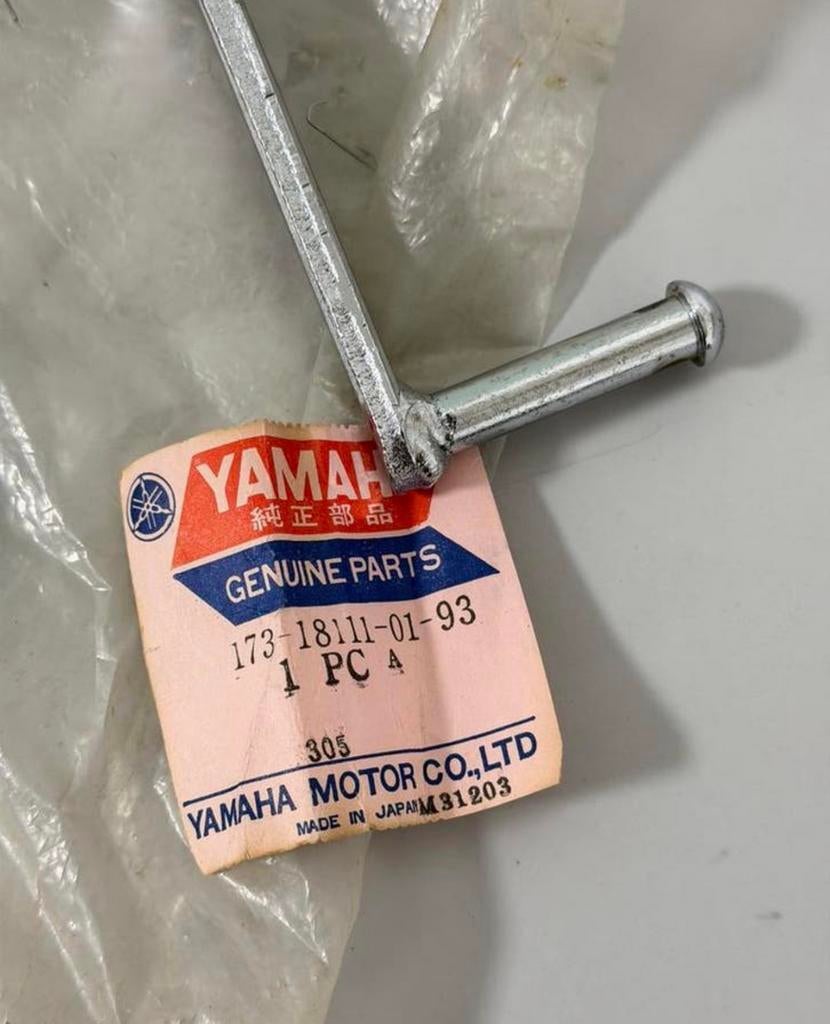 YAMAH
純正部品
GENUINE PARTS
173-18111-01-93
1 PC A
305
YAMAHA MOTOR CO.,LTD
MADE IN JAPAN M31203